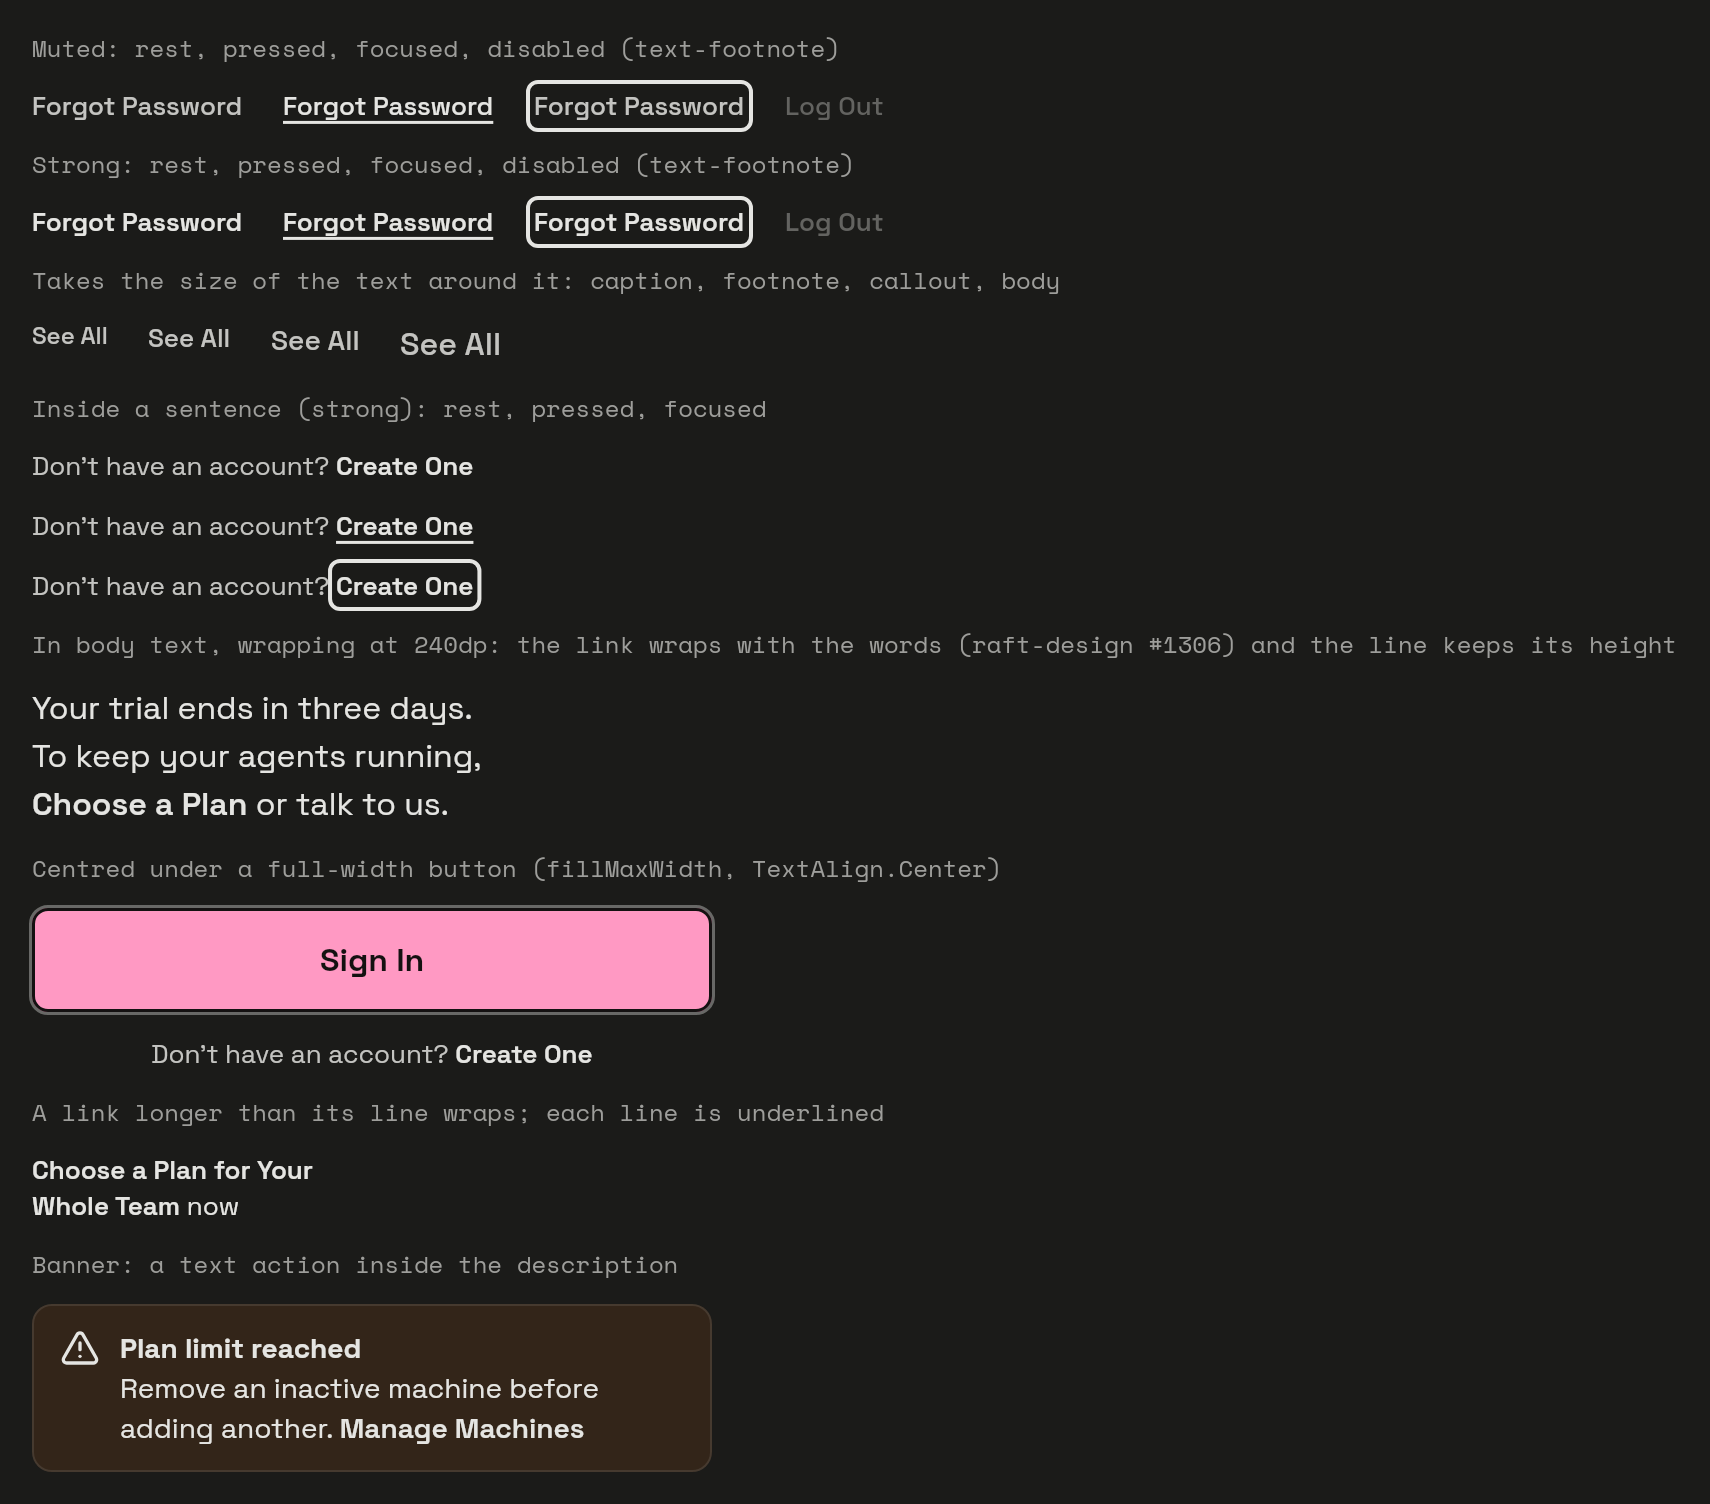 Muted: rest, pressed, focused, disabled (text-footnote)
Forgot Password Forgot Password Forgot Password Log Out
Strong: rest, pressed, focused, disabled (text-footnote)
Forgot Password Forgot Password Forgot Password Log Out
Takes the size of the text around it: caption, footnote, callout, body
See All See All See All See All
Inside a sentence (strong): rest, pressed, focused
Don’t have an account? Create One
Don’t have an account? Create One
Don’t have an account? Create One
In body text, wrapping at 240dp: the link wraps with the words (raft-design #1306) and the line keeps its height
Your trial ends in three days.
To keep your agents running,
Choose a Plan or talk to us.
Centred under a full-width button (fillMaxWidth, TextAlign.Center)
Sign In
Don’t have an account? Create One
A link longer than its line wraps; each line is underlined
Choose a Plan for Your
Whole Team now
Banner: a text action inside the description
Plan limit reached
Remove an inactive machine before
adding another. Manage Machines